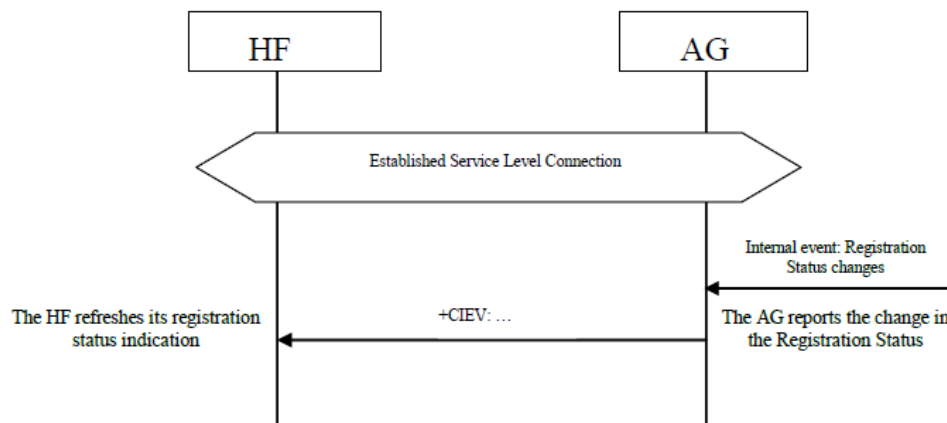 HF
AG
Established Service Level Connection
Internal event: Registration
Status changes
The HF refreshes its registration
status indication
+CIEV: …
The AG reports the change in
the Registration Status